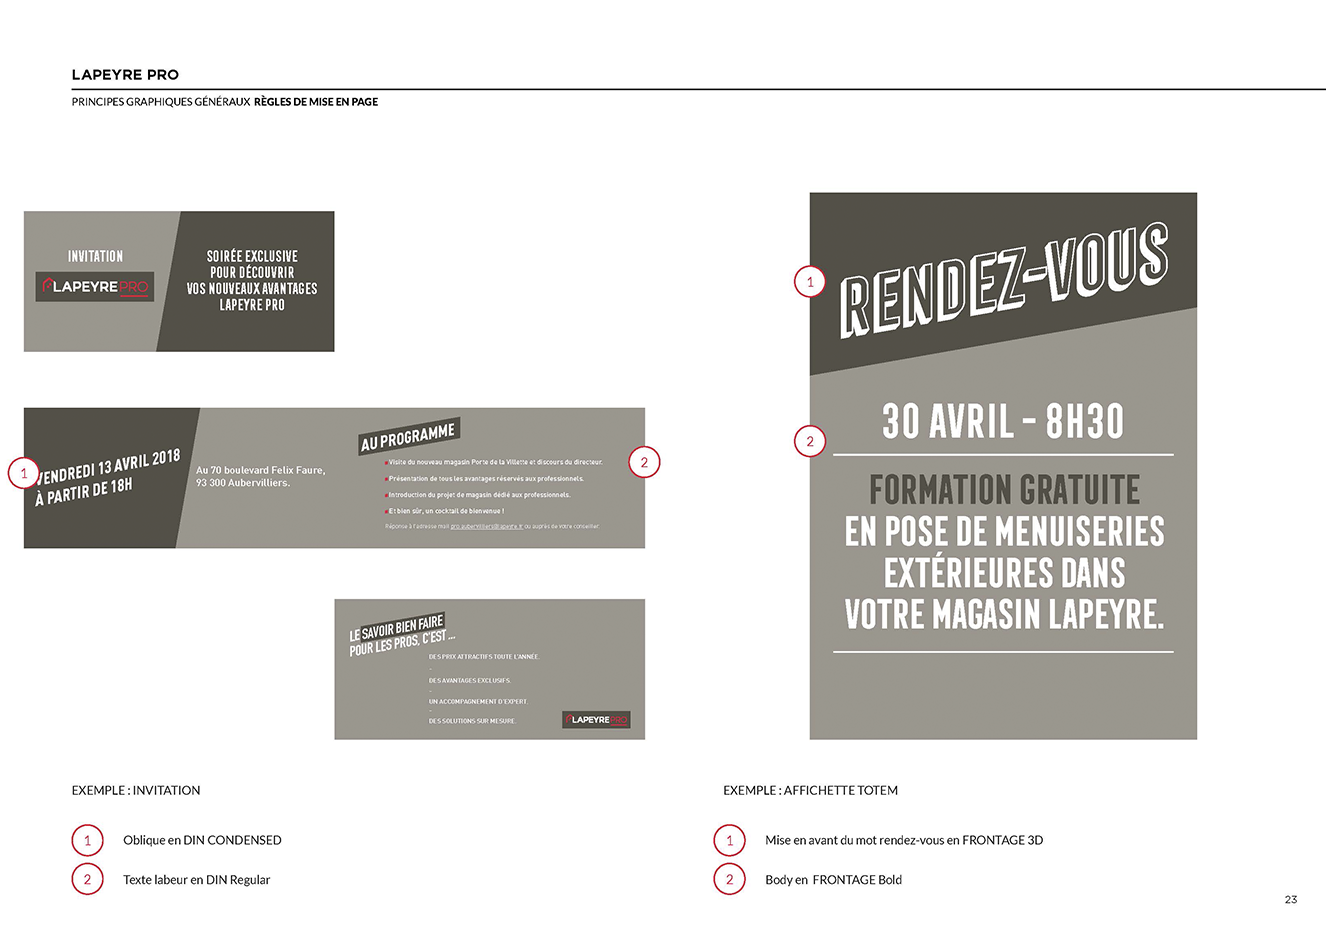 LAPEYRE PRO
PRINCIPES GRAPHIQUES GÉNÉRAUX RÈGLES DE MISE EN PAGE
INVITATION
LAPEYRE PRO
SOIRÉE EXCLUSIVE
POUR DÉCOUVRIR
VOS NOUVEAUX AVANTAGES
LAPEYRE PRO
1
VENDREDI 13 AVRIL 2018
À PARTIR DE 18H
Au 70 boulevard Felix Faure,
93 300 Aubervilliers.
AU PROGRAMME
Visite du nouveau magasin Porte de la Villette et discours du directeur.
Présentation de tous les avantages réservés aux professionnels.
Introduction du projet de magasin dédié aux professionnels.
Et bien sûr, un cocktail de bienvenue !
Réponse à l'adresse mail pro.aubervilliers@lapeyre.fr ou auprès de votre conseiller.
2
LE SAVOIR BIEN FAIRE
POUR LES PROS, C'EST ...
DES PRIX ATTRACTIFS TOUTE L'ANNÉE.
–
DES AVANTAGES EXCLUSIFS.
–
UN ACCOMPAGNEMENT D'EXPERT.
–
DES SOLUTIONS SUR MESURE.
LAPEYRE PRO
EXEMPLE : INVITATION
1 Oblique en DIN CONDENSED
2 Texte labeur en DIN Regular
1
RENDEZ-VOUS
2
30 AVRIL – 8H30
FORMATION GRATUITE
EN POSE DE MENUISERIES
EXTÉRIEURES DANS
VOTRE MAGASIN LAPEYRE.
EXEMPLE : AFFICHETTE TOTEM
1 Mise en avant du mot rendez-vous en FRONTAGE 3D
2 Body en FRONTAGE Bold
23